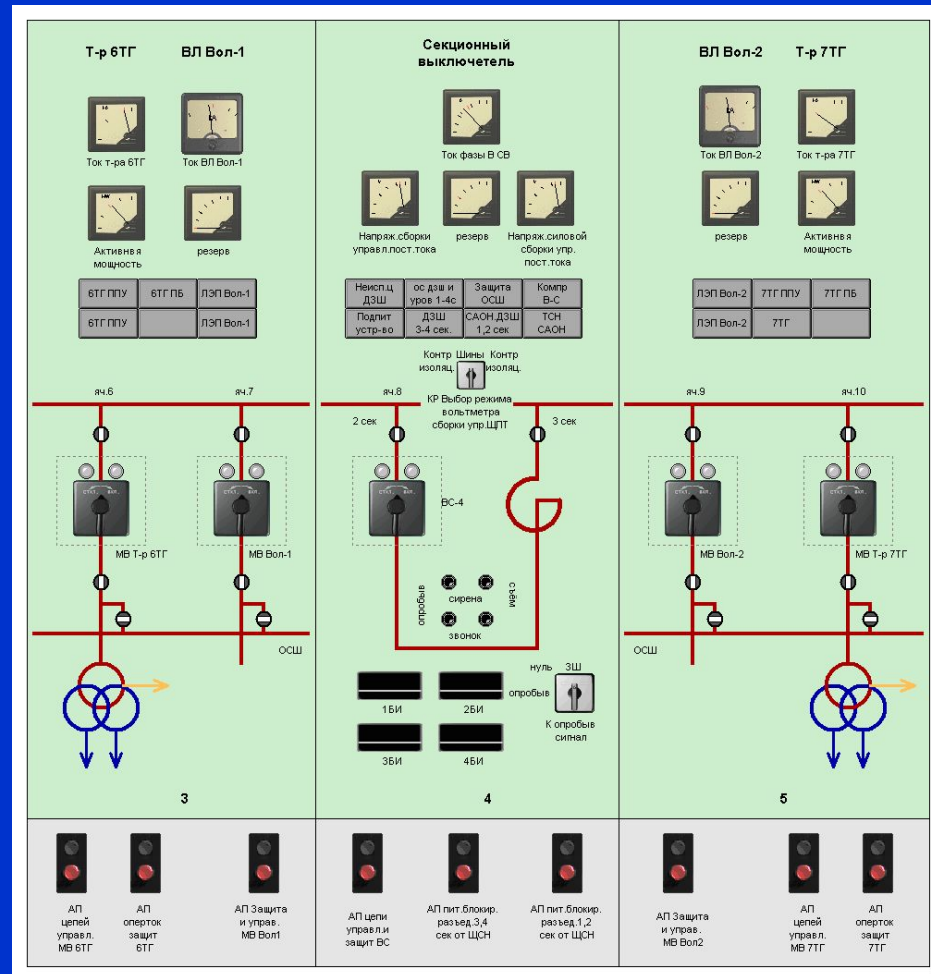 Т-р 6ТГ
ВЛ Вол-1
Ток т-ра 6ТГ
Ток ВЛ Вол-1
Активнвя
мощность
резерв
6ТГ ППУ
6ТГ ПБ
ЛЭП Вол-1
6ТГ ППУ
ЛЭП Вол-1
яч.6
яч.7
МВ Т-р 6ТГ
МВ Вол-1
ОСШ
3
Секционный
выключетель
Ток фазы В СВ
Напряж.сборки
управл.пост.тока
резерв
Напряж.силовой
сборки упр.
пост.тока
Неисп.ц
ДЗШ
ос дзш и
уров 1-4с
Защита
ОСШ
Компр
В-С
Подпит
устр-во
ДЗШ
3-4 сек.
САОН.ДЗШ
1,2 сек
ТСН
САОН
Контр
изоляц.
Шины
Контр
изоляц.
КР Выбор режима
вольтметра
сборки упр.ЩПТ
яч.8
2 сек
3 сек
ВС-4
опробыв
съём
сирена
звонок
1БИ
2БИ
3БИ
4БИ
нуль
ЗШ
опробыв
К опробыв
сигнал
4
ВЛ Вол-2
Т-р 7ТГ
Ток ВЛ Вол-2
Ток т-ра 7ТГ
резерв
Активнвя
мощность
ЛЭП Вол-2
7ТГ ППУ
7ТГ ПБ
ЛЭП Вол-2
7ТГ
яч.9
яч.10
МВ Вол-2
МВ Т-р 7ТГ
ОСШ
5
АП
цепей
управл.
МВ 6ТГ
АП
оперток
защит
6ТГ
АП Защита
и управ.
МВ Вол1
АП цепи
управл.и
защит ВС
АП пит.блокир.
разъед.3,4
сек от ЩСН
АП пит.блокир.
разъед.1,2
сек от ЩСН
АП Защита
и управ.
МВ Вол2
АП
цепей
управл.
МВ 7ТГ
АП
оперток
защит
7ТГ